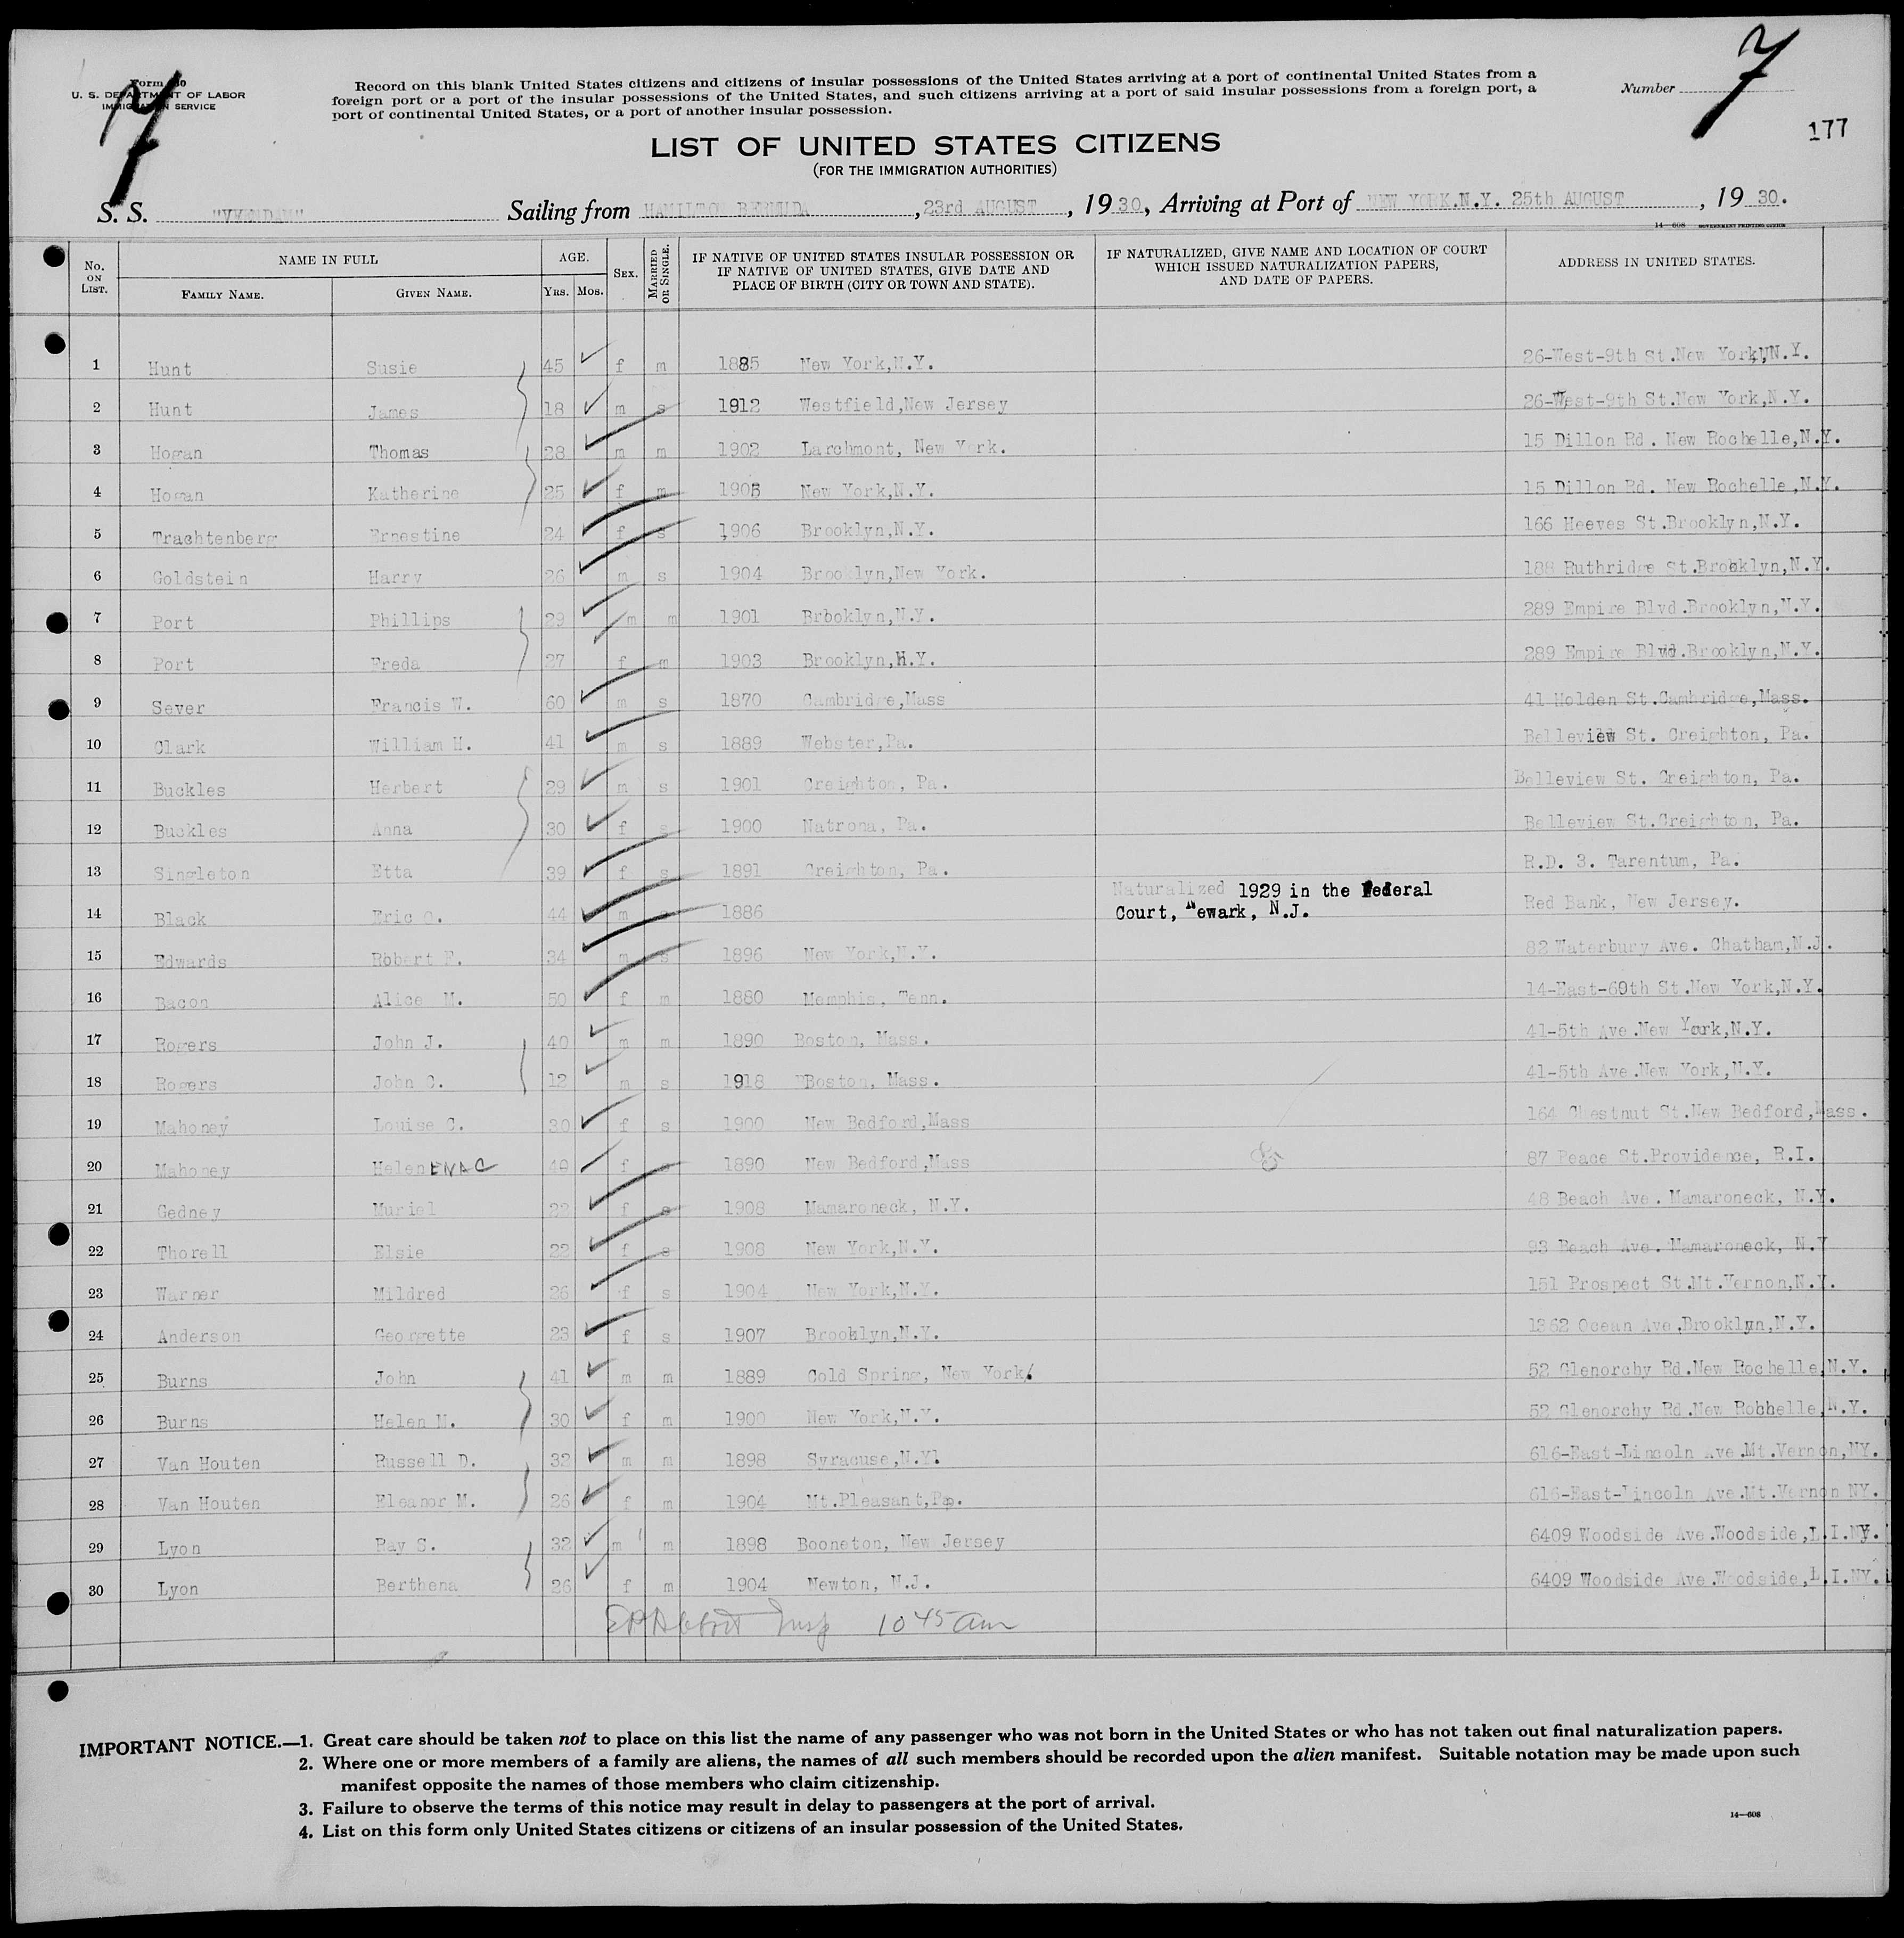 Form 630
U. S. DEPARTMENT OF LABOR
IMMIGRATION SERVICE
7
Record on this blank United States citizens and citizens of insular possessions of the United States arriving at a port of continental United States from a
foreign port or a port of the insular possessions of the United States, and such citizens arriving at a port of said insular possessions from a foreign port, a
port of continental United States, or a port of another insular possession.
Number 7
177
LIST OF UNITED STATES CITIZENS
(FOR THE IMMIGRATION AUTHORITIES)
S. S. "VEENDAM" Sailing from HAMILTON BERMUDA, 23rd AUGUST, 1930, Arriving at Port of NEW YORK.N.Y. 25th AUGUST, 19 30.
14—608 GOVERNMENT PRINTING OFFICE
No. ON LIST. NAME IN FULL FAMILY NAME. GIVEN NAME. AGE. YRS. MOS. SEX. MARRIED OR SINGLE. IF NATIVE OF UNITED STATES INSULAR POSSESSION OR IF NATIVE OF UNITED STATES, GIVE DATE AND PLACE OF BIRTH (CITY OR TOWN AND STATE). IF NATURALIZED, GIVE NAME AND LOCATION OF COURT WHICH ISSUED NATURALIZATION PAPERS, AND DATE OF PAPERS. ADDRESS IN UNITED STATES.
1 Hunt Susie 45 f m 1885 New York,N.Y. 26-West-9th St.New York,N.Y.
2 Hunt James 18 m s 1912 Westfield,New Jersey 26-West-9th St.New York,N.Y.
3 Hogan Thomas 28 m m 1902 Larchmont, New York. 15 Dillon Rd. New Rochelle,N.Y.
4 Hogan Katherine 25 f m 1905 New York,N.Y. 15 Dillon Rd. New Rochelle,N.Y.
5 Trachtenberg Ernestine 24 f s 1906 Brooklyn,N.Y. 166 Heeves St.Brooklyn,N.Y.
6 Goldstein Harry 26 m s 1904 Brooklyn,New York. 188 Ruthridge St.Brooklyn,N.Y.
7 Port Phillips 29 m m 1901 Brooklyn,N.Y. 289 Empire Blvd.Brooklyn,N.Y.
8 Port Freda 27 f m 1903 Brooklyn,N.Y. 289 Empire Blvd.Brooklyn,N.Y.
9 Sever Francis W. 60 m s 1870 Cambridge,Mass 41 Holden St.Cambridge,Mass.
10 Clark William H. 41 m s 1889 Webster,Pa. Belleview St. Creighton, Pa.
11 Buckles Herbert 29 m s 1901 Creighton, Pa. Belleview St. Creighton, Pa.
12 Buckles Anna 30 f s 1900 Natrona, Pa. Belleview St.Creighton, Pa.
13 Singleton Etta 39 f s 1891 Creighton, Pa. R.D. 3. Tarentum, Pa.
14 Black Eric O. 44 m 1886 Naturalized 1929 in the Federal Court, Newark, N.J. Red Bank, New Jersey.
15 Edwards Robert F. 34 m s 1896 New York,N.Y. 82 Waterbury Ave. Chatham,N.J.
16 Bacon Alice M. 50 f m 1880 Memphis, Tenn. 14-East-60th St.New York,N.Y.
17 Rogers John J. 40 m m 1890 Boston, Mass. 41-5th Ave.New York,N.Y.
18 Rogers John C. 12 m s 1918 Boston, Mass. 41-5th Ave.New York,N.Y.
19 Mahoney Louise C. 30 f s 1900 New Bedford,Mass 164 Chestnut St.New Bedford,Mass.
20 Mahoney Helen ENA C 40 f s 1890 New Bedford,Mass 87 Peace St.Providence, R.I.
21 Gedney Muriel 22 f s 1908 Mamaroneck, N.Y. 48 Beach Ave. Mamaroneck, N.Y.
22 Thorell Elsie 22 f s 1908 New York,N.Y. 93 Beach Ave. Mamaroneck, N.Y
23 Warner Mildred 26 f s 1904 New York,N.Y. 151 Prospect St.Mt.Vernon,N.Y.
24 Anderson Georgette 23 f s 1907 Brooklyn,N.Y. 1362 Ocean Ave.Brooklyn,N.Y.
25 Burns John 41 m m 1889 Cold Spring, New York. 52 Glenorchy Rd.New Rochelle,N.Y.
26 Burns Helen M. 30 f m 1900 New York,N.Y. 52 Glenorchy Rd.New Rochelle,N.Y.
27 Van Houten Russell D. 32 m m 1898 Syracuse,N.Y. 616-East-Lincoln Ave.Mt.Vernon,NY.
28 Van Houten Eleanor M. 26 f m 1904 Mt.Pleasant,Pa. 616-East-Lincoln Ave.Mt.Vernon NY.
29 Lyon Ray S. 32 m m 1898 Booneton, New Jersey 6409 Woodside Ave.Woodside,L.I.NY.
30 Lyon Berthena 26 f m 1904 Newton, N.J. 6409 Woodside Ave.Woodside,L.I.NY.
Insp 10 45 am
IMPORTANT NOTICE.—1. Great care should be taken not to place on this list the name of any passenger who was not born in the United States or who has not taken out final naturalization papers.
2. Where one or more members of a family are aliens, the names of all such members should be recorded upon the alien manifest. Suitable notation may be made upon such
manifest opposite the names of those members who claim citizenship.
3. Failure to observe the terms of this notice may result in delay to passengers at the port of arrival.
4. List on this form only United States citizens or citizens of an insular possession of the United States.
14—608